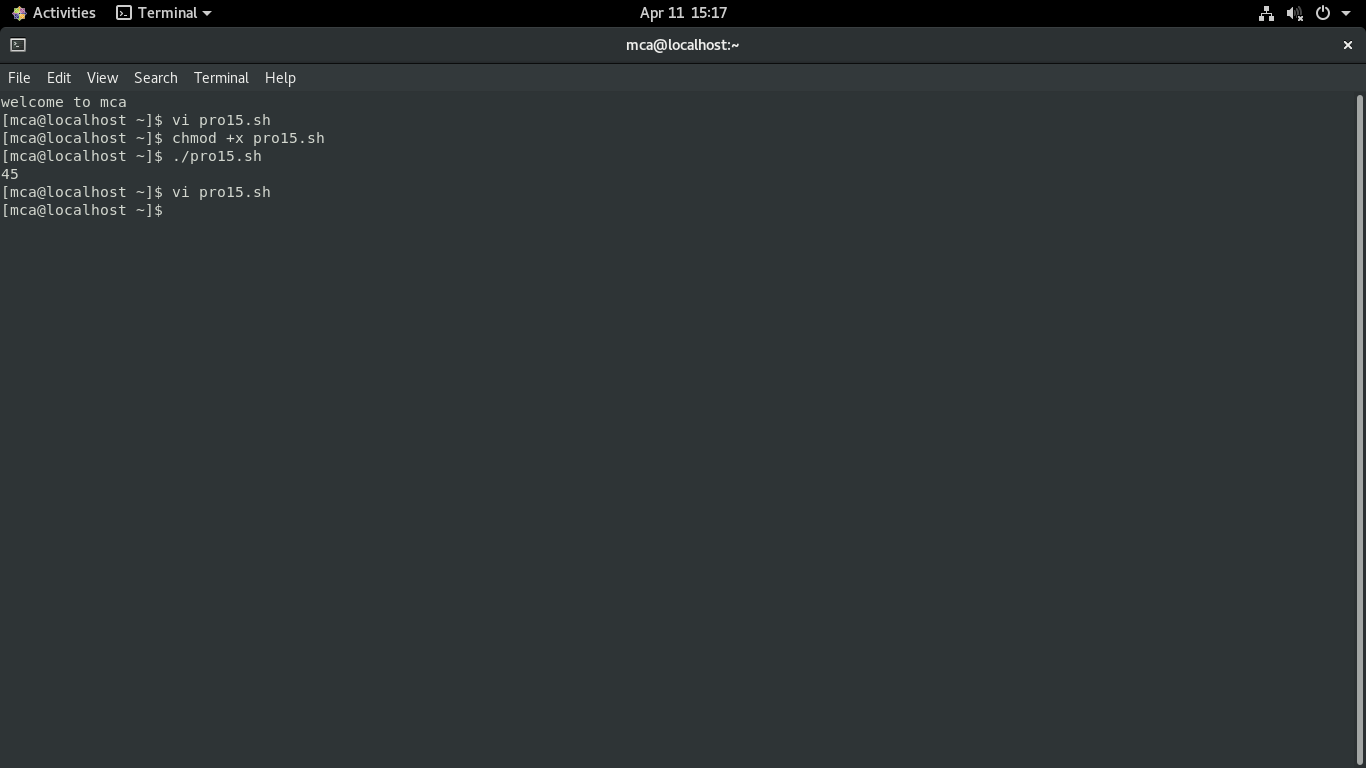 Activities Terminal Apr 11 15:17
mca@localhost:~
File Edit View Search Terminal Help
welcome to mca
[mca@localhost ~]$ vi pro15.sh
[mca@localhost ~]$ chmod +x pro15.sh
[mca@localhost ~]$ ./pro15.sh
45
[mca@localhost ~]$ vi pro15.sh
[mca@localhost ~]$